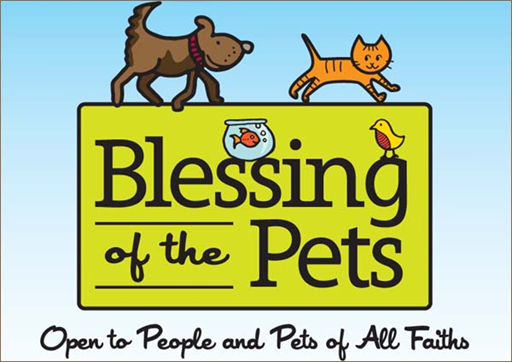 Blessing
of the Pets
Open to People and Pets of All Faiths